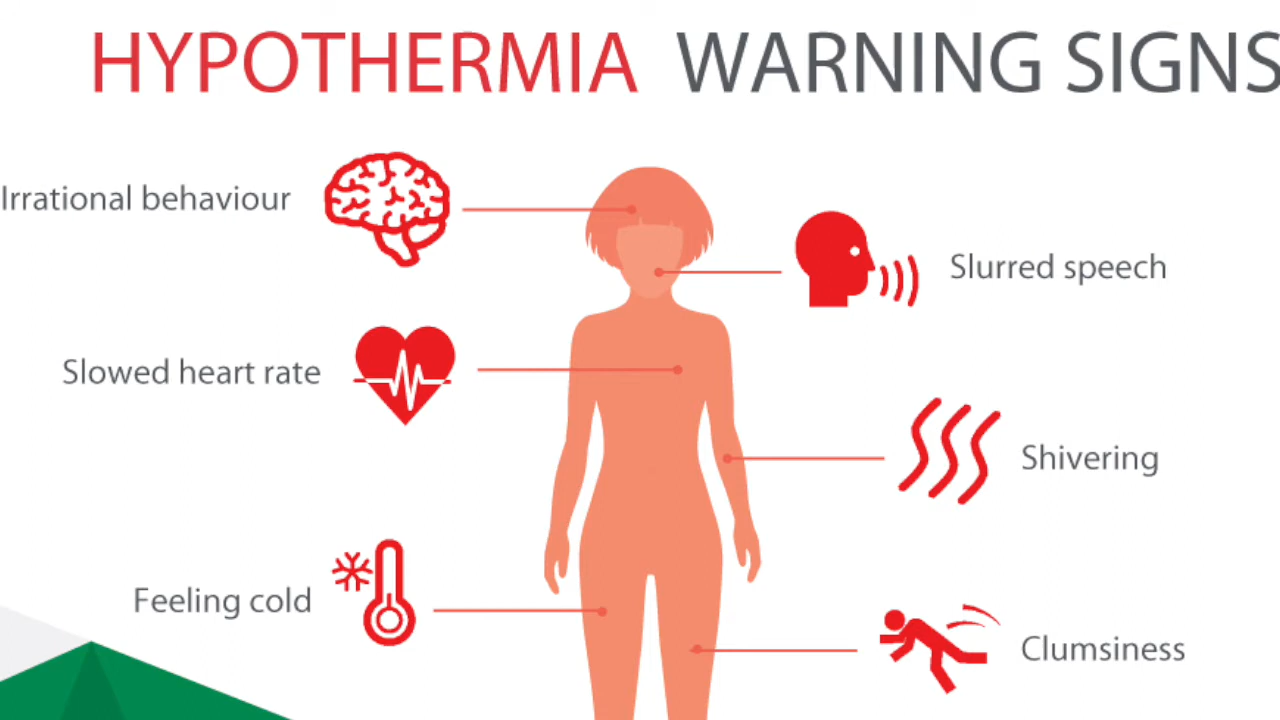 HYPOTHERMIA WARNING SIGNS
Irrational behaviour
Slurred speech
Slowed heart rate
Shivering
Feeling cold
Clumsiness